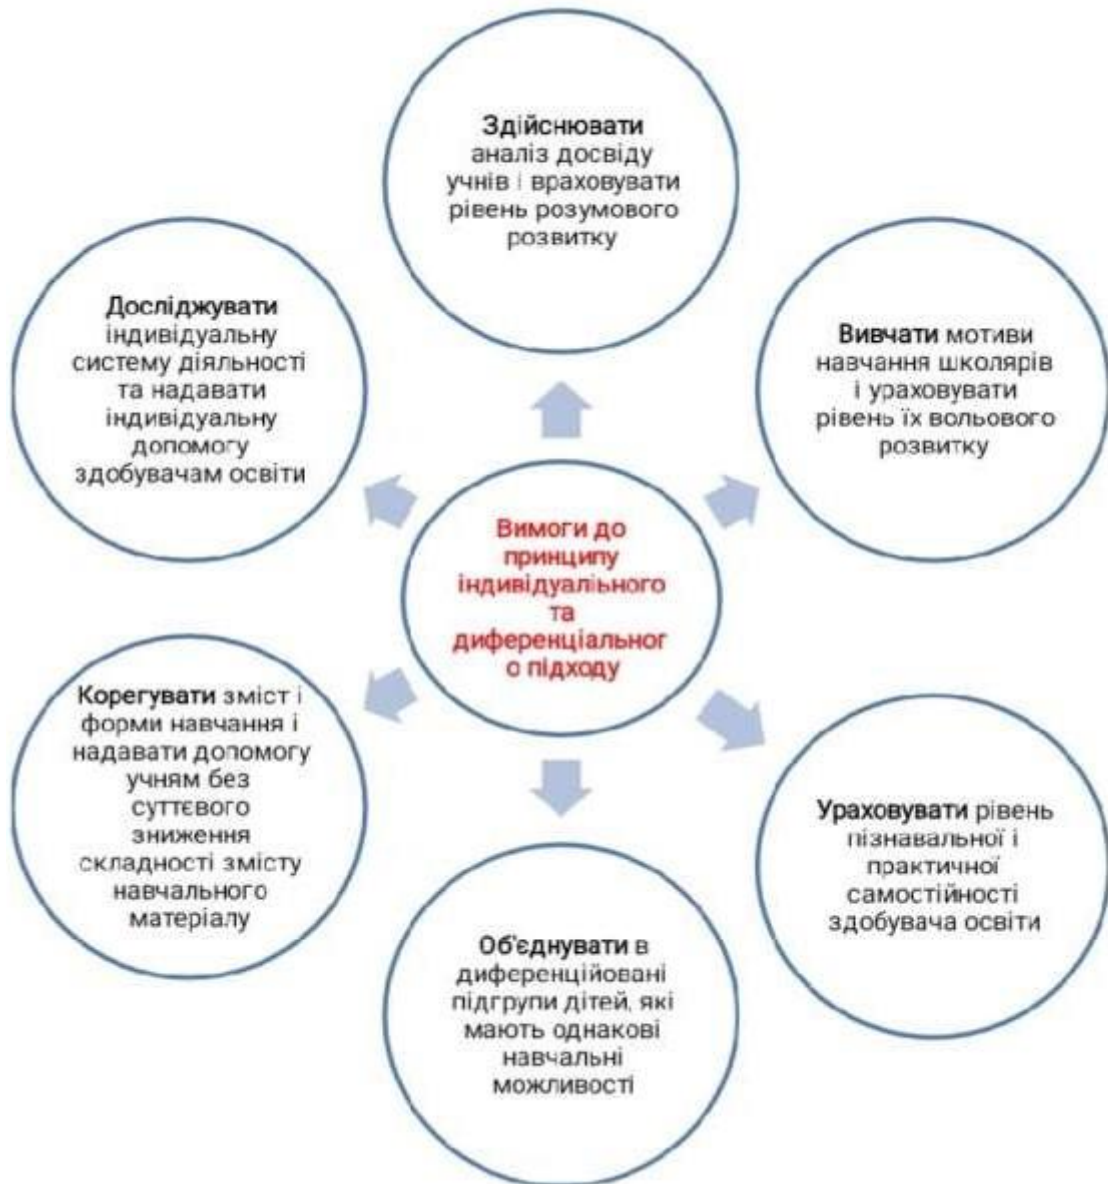 Здійснювати
аналіз досвіду
учнів і враховувати
рівень розумового
розвитку
Вивчати мотиви
навчання школярів
і ураховувати
рівень їх вольового
розвитку
Ураховувати рівень
пізнавальної і
практичної
самостійності
здобувача освіти
Об'єднувати в
диференційовані
підгрупи дітей, які
мають однакові
навчальні
можливості
Корегувати зміст і
форми навчання і
надавати допомогу
учням без
суттєвого
зниження
складності змісту
навчального
матеріалу
Досліджувати
індивідуальну
систему діяльності
та надавати
індивідуальну
допомогу
здобувачам освіти
Вимоги до
принципу
індивідуаліьного
та
диференціальног
о підходу